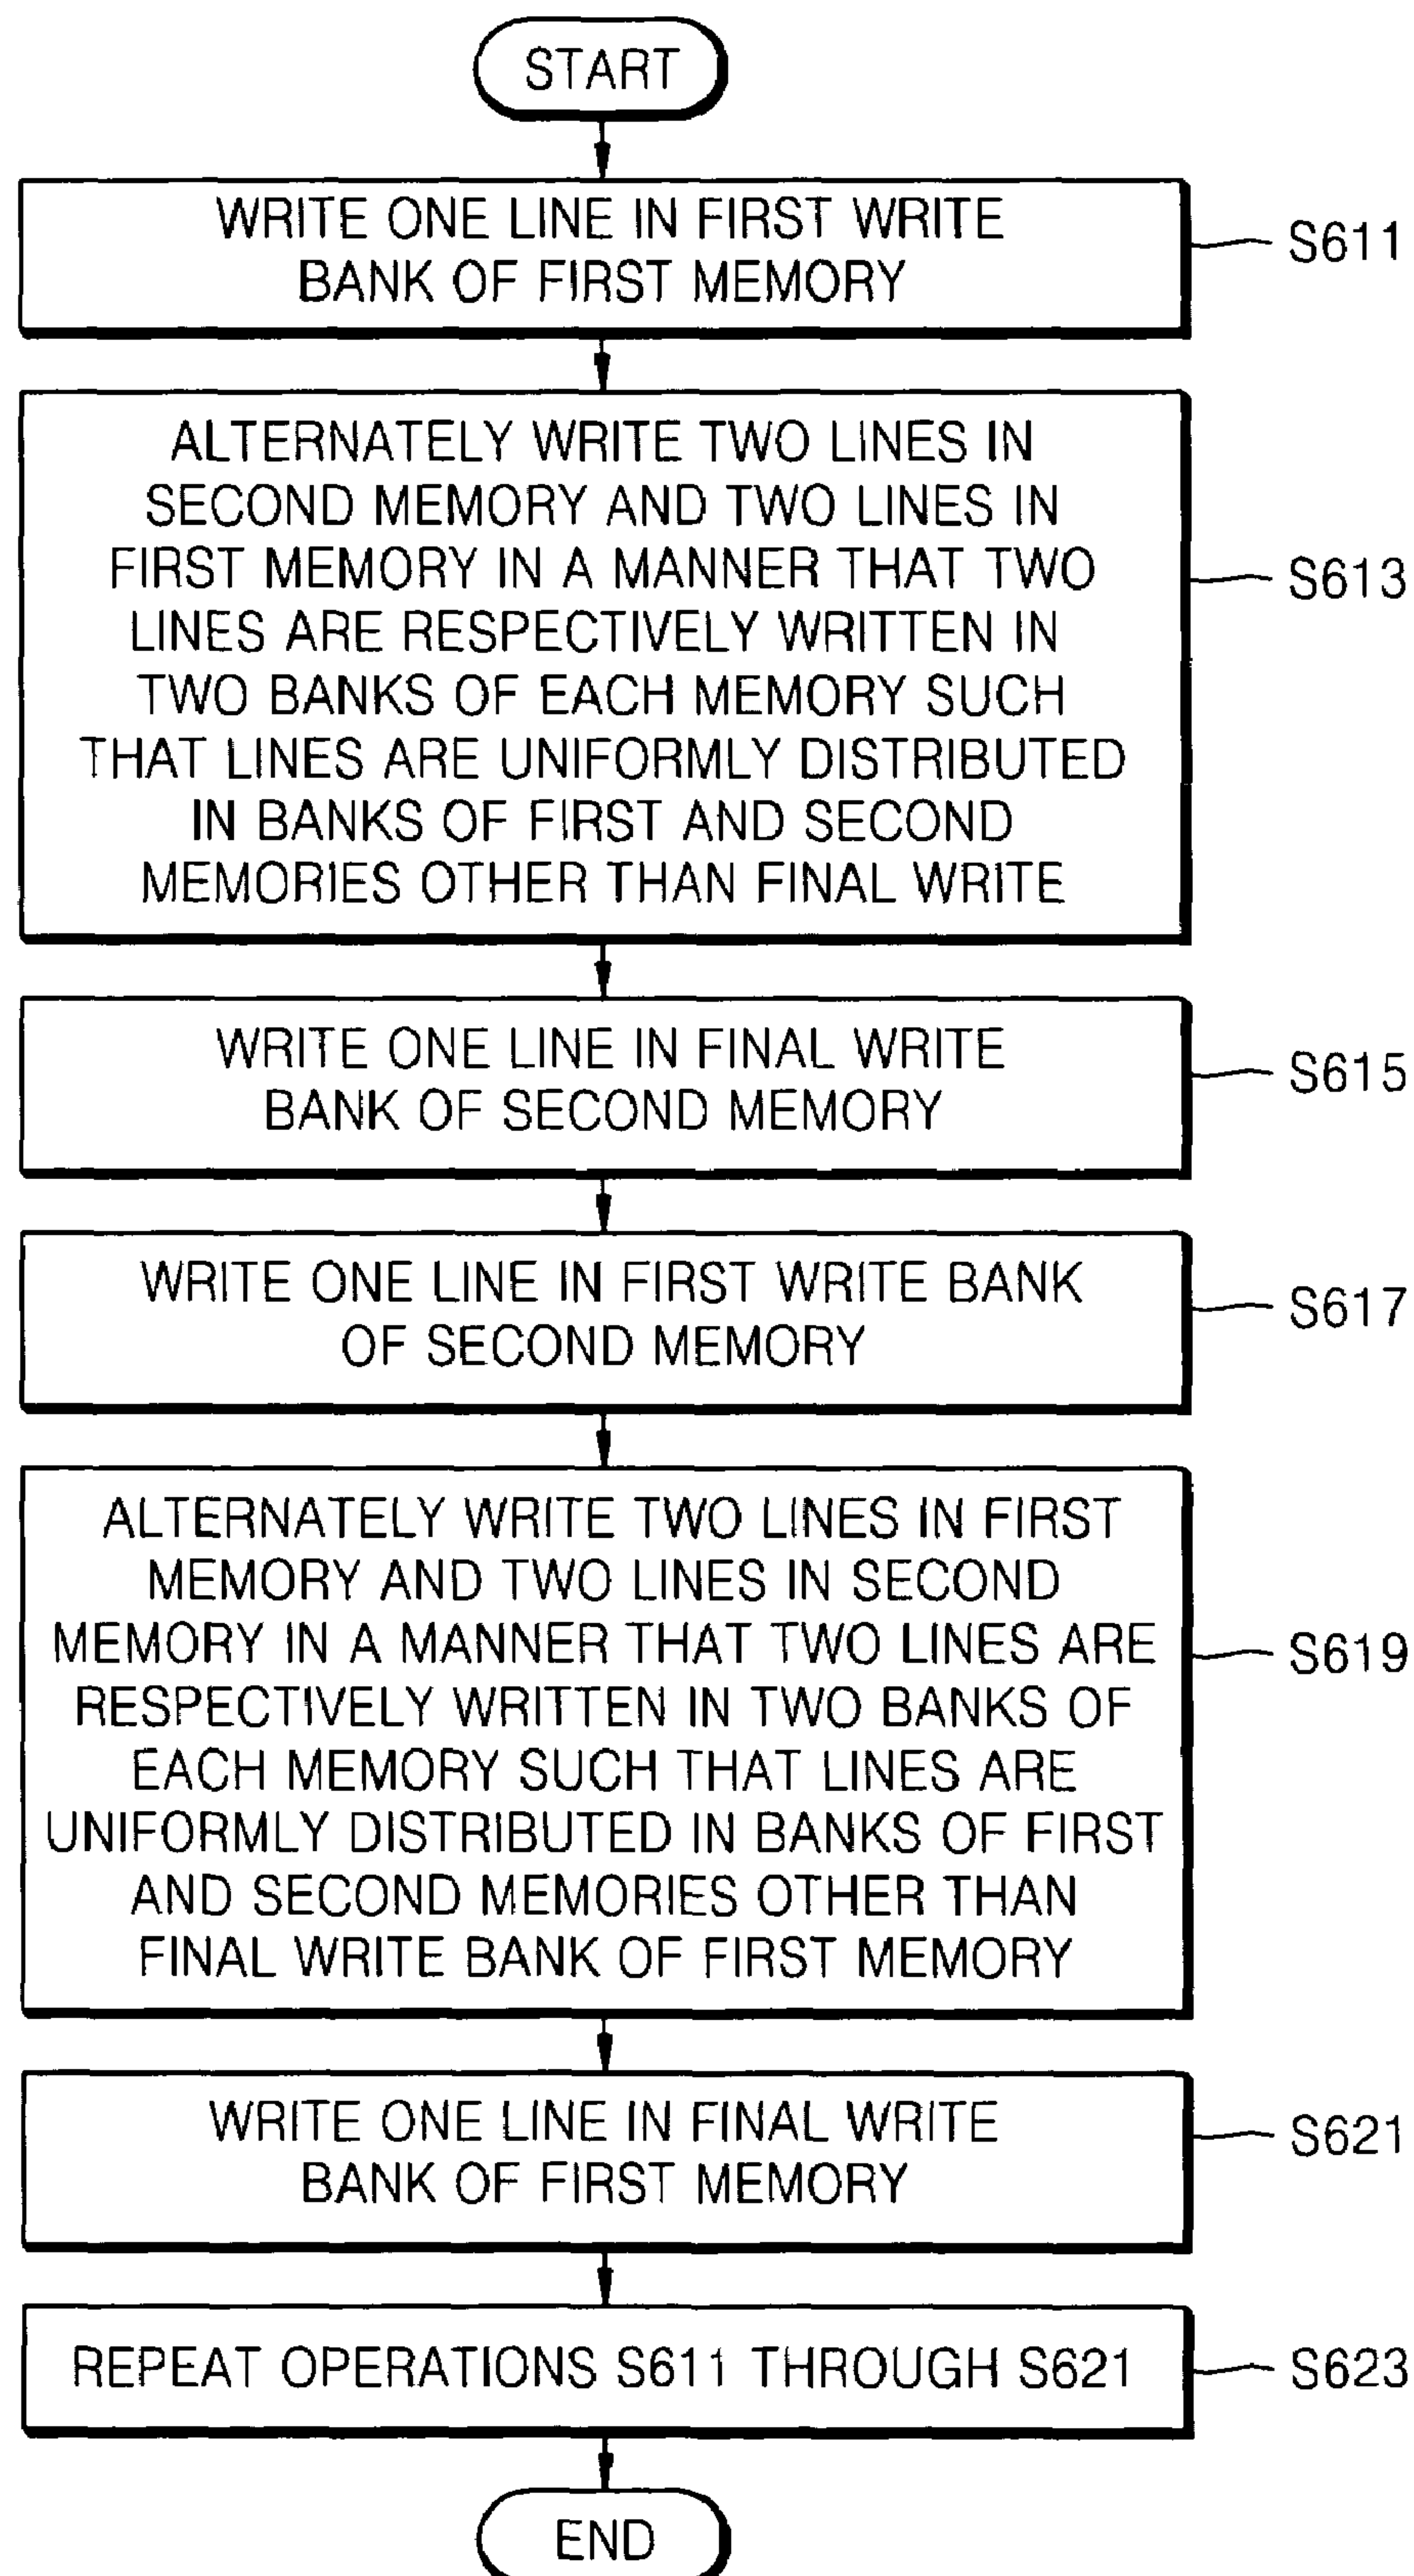 START
WRITE ONE LINE IN FIRST WRITE
BANK OF FIRST MEMORY
S611
ALTERNATELY WRITE TWO LINES IN
SECOND MEMORY AND TWO LINES IN
FIRST MEMORY IN A MANNER THAT TWO
LINES ARE RESPECTIVELY WRITTEN IN
TWO BANKS OF EACH MEMORY SUCH
THAT LINES ARE UNIFORMLY DISTRIBUTED
IN BANKS OF FIRST AND SECOND
MEMORIES OTHER THAN FINAL WRITE
S613
WRITE ONE LINE IN FINAL WRITE
BANK OF SECOND MEMORY
S615
WRITE ONE LINE IN FIRST WRITE BANK
OF SECOND MEMORY
S617
ALTERNATELY WRITE TWO LINES IN FIRST
MEMORY AND TWO LINES IN SECOND
MEMORY IN A MANNER THAT TWO LINES ARE
RESPECTIVELY WRITTEN IN TWO BANKS OF
EACH MEMORY SUCH THAT LINES ARE
UNIFORMLY DISTRIBUTED IN BANKS OF FIRST
AND SECOND MEMORIES OTHER THAN
FINAL WRITE BANK OF FIRST MEMORY
S619
WRITE ONE LINE IN FINAL WRITE
BANK OF FIRST MEMORY
S621
REPEAT OPERATIONS S611 THROUGH S621
S623
END